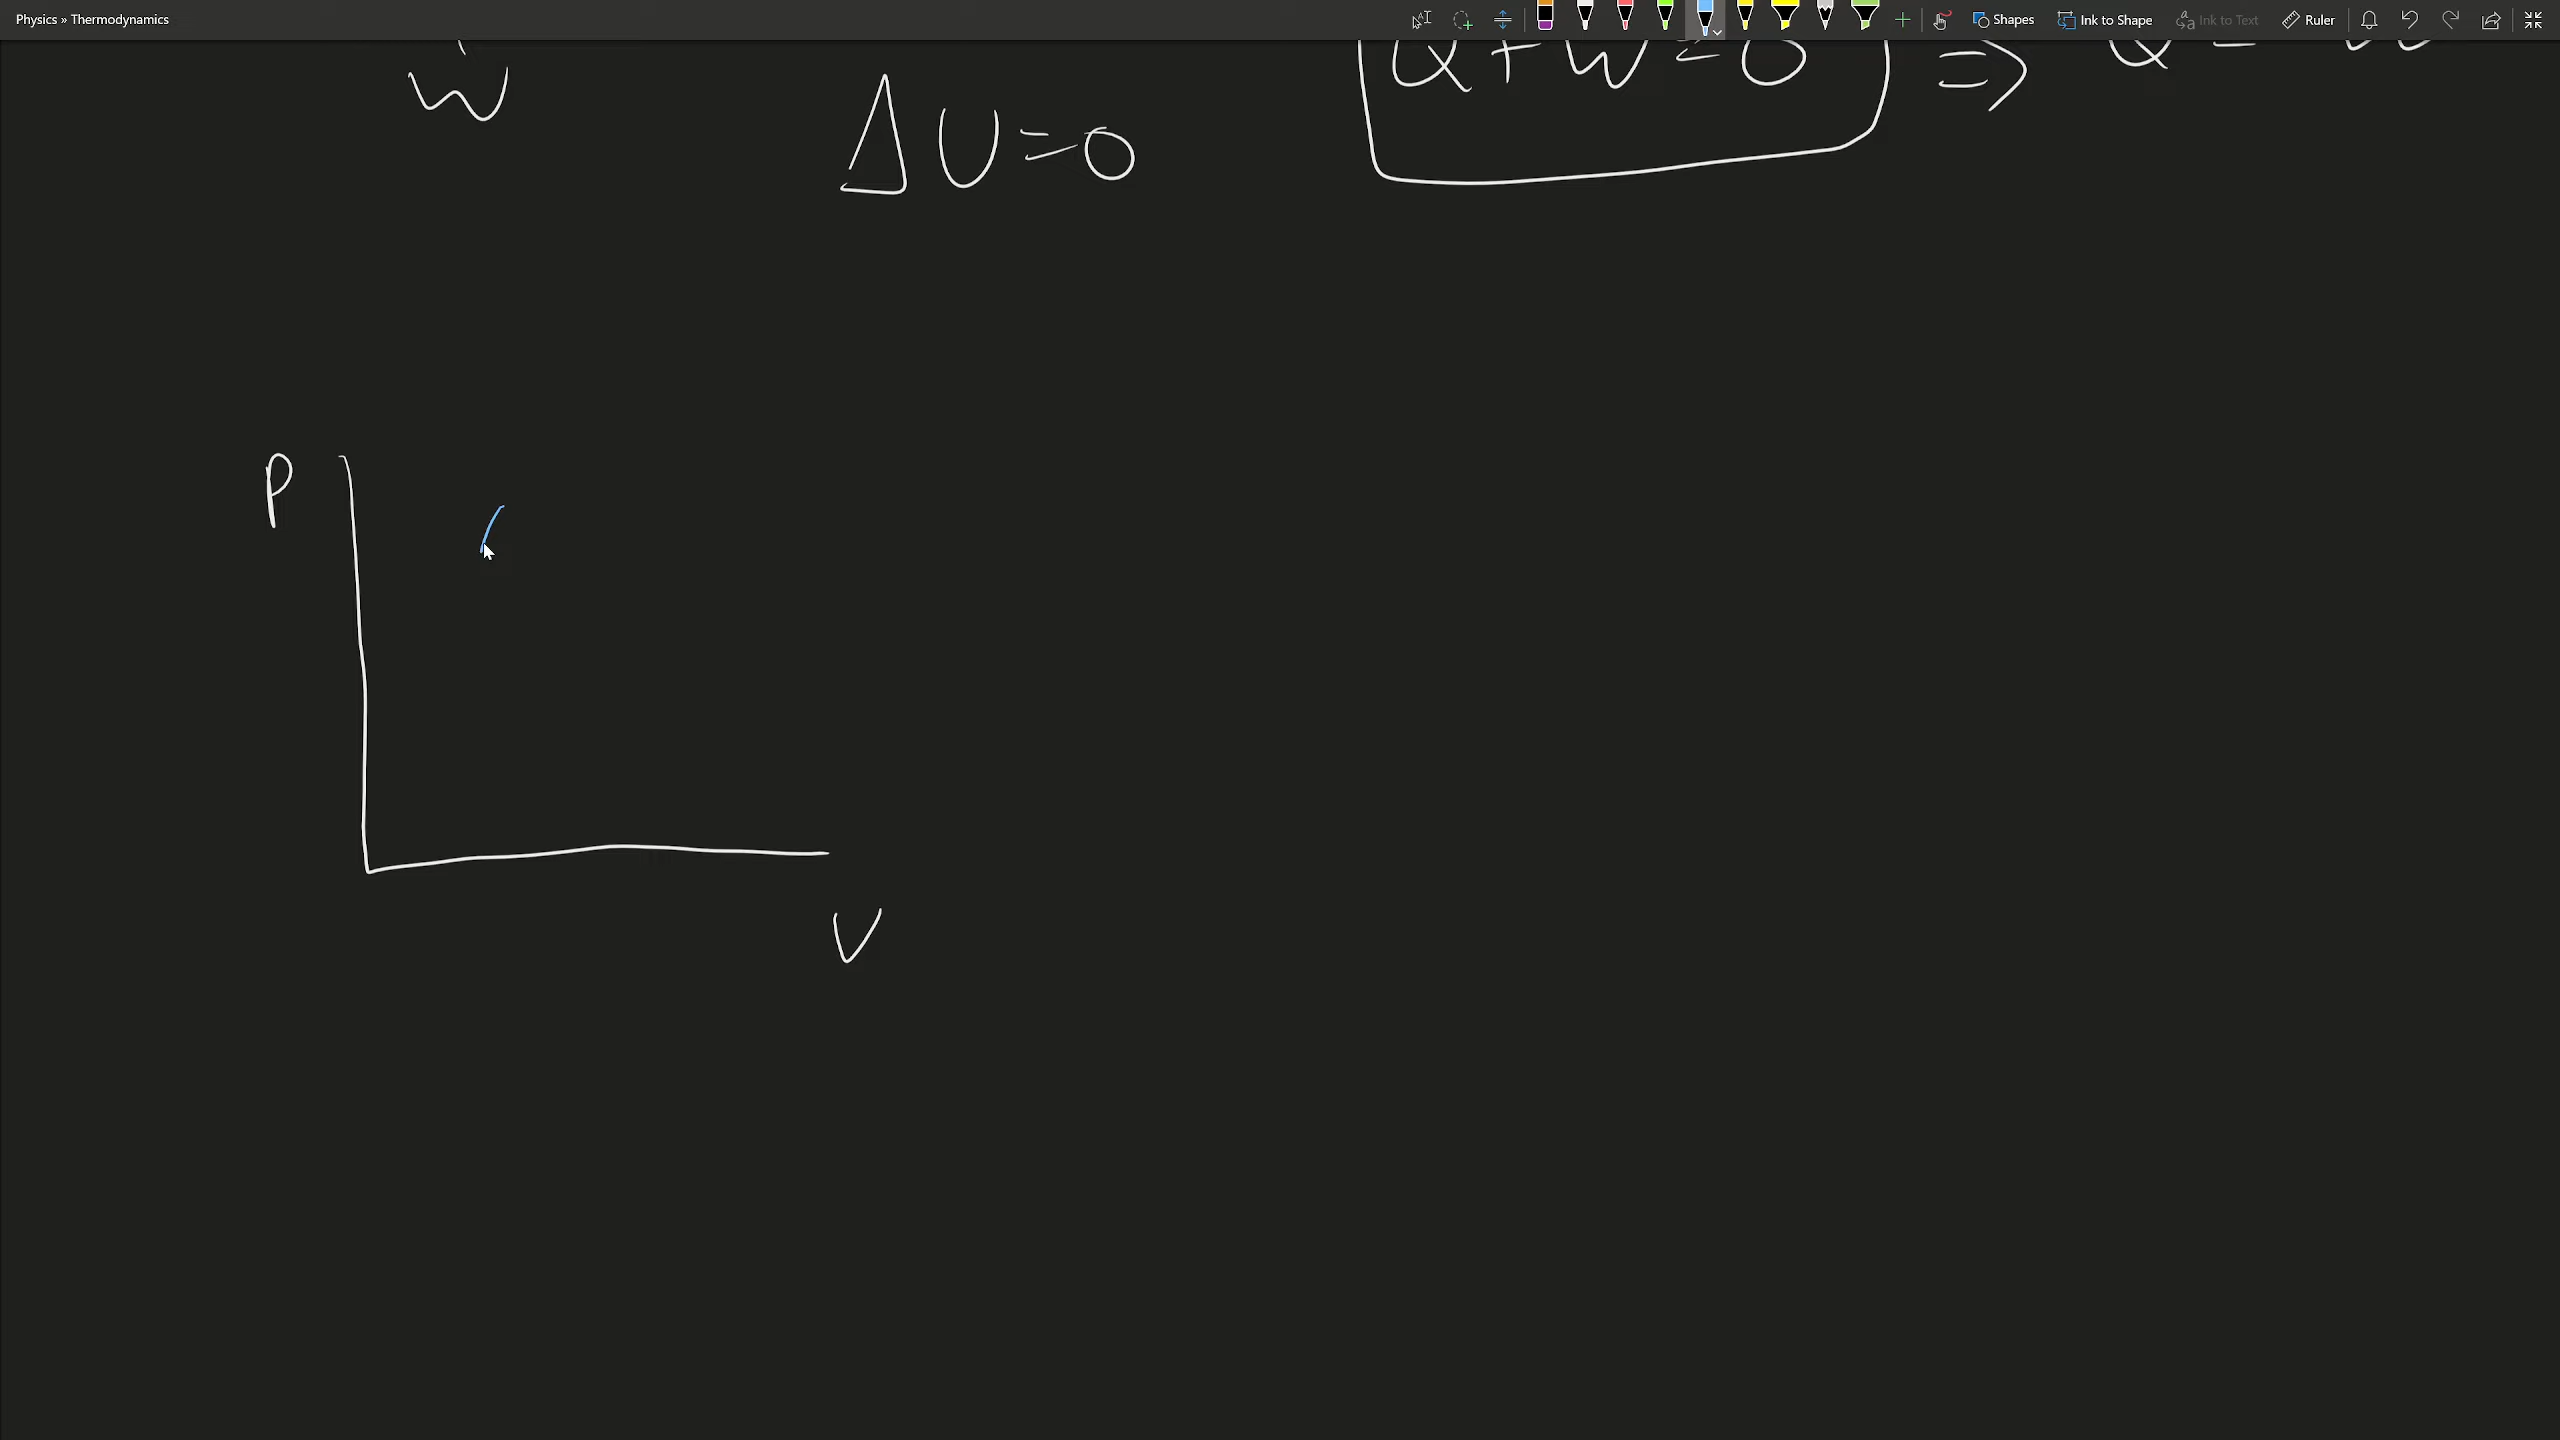 Physics » Thermodynamics
Shapes Ink to Shape Ink to Text Ruler
Q + W = 0 ⇒ Q =
W
ΔU=0
P
V